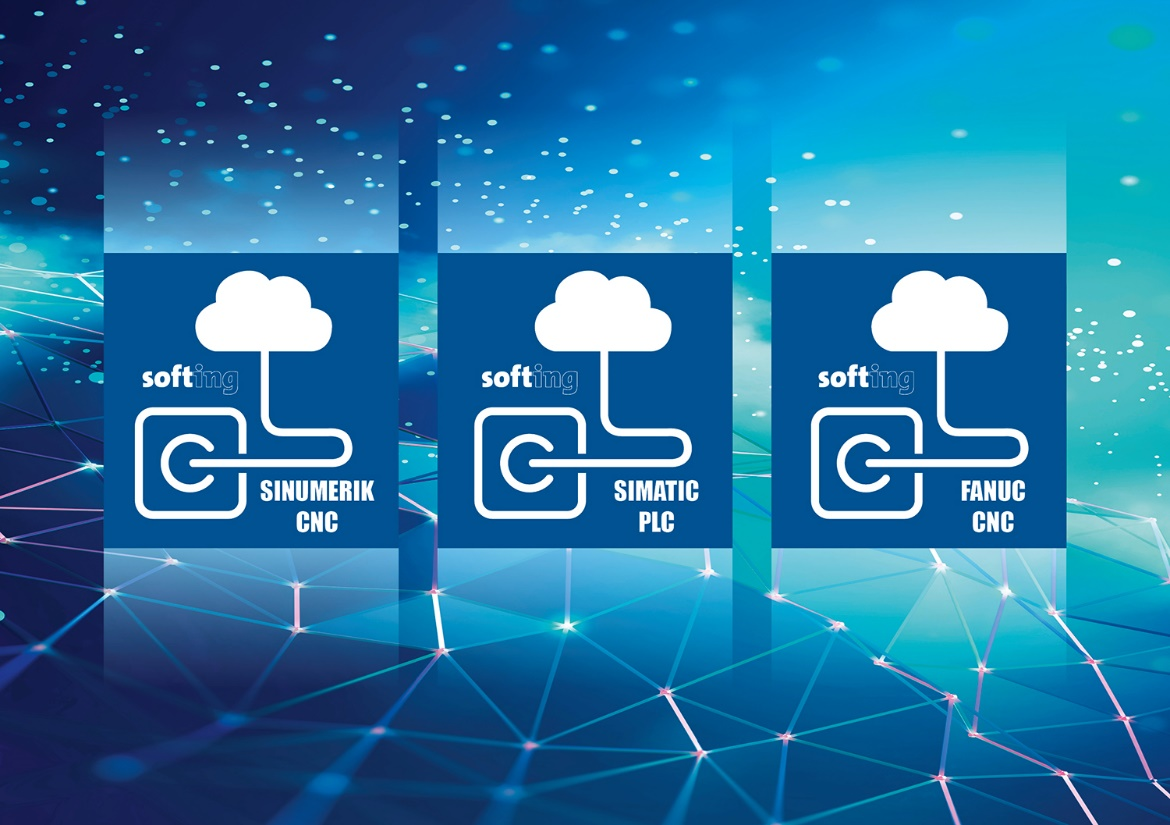 softing
SINUMERIK
CNC
softing
SIMATIC
PLC
softing
FANUC
CNC